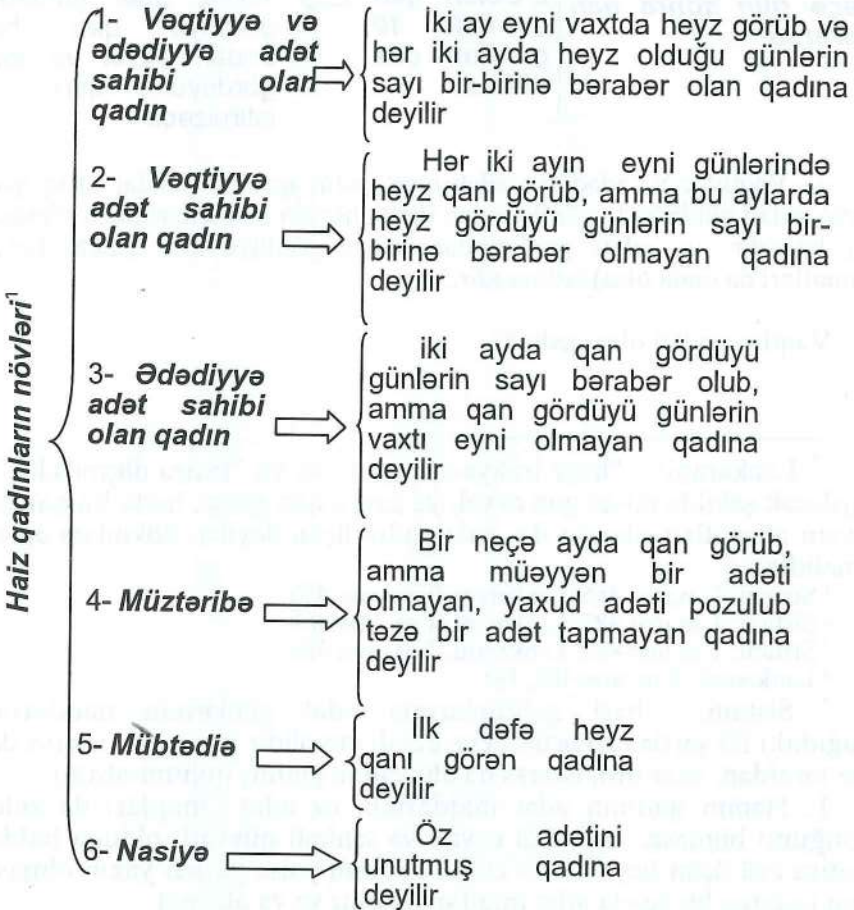 Haiz qadınların növləri¹
1- Vəqtiyyə və
ədədiyyə adət
sahibi olan
qadın
İki ay eyni vaxtda heyz görüb və
hər iki ayda heyz olduğu günlərin
sayı bir-birinə bərabər olan qadına
deyilir
2- Vəqtiyyə
adət sahibi
olan qadın
Hər iki ayın eyni günlərində
heyz qanı görüb, amma bu aylarda
heyz gördüyü günlərin sayı bir-
birinə bərabər olmayan qadına
deyilir
3- Ədədiyyə
adət sahibi
olan qadın
iki ayda qan gördüyü
günlərin sayı bərabər olub,
amma qan gördüyü günlərin
vaxtı eyni olmayan qadına
deyilir
4- Müztəribə
Bir neçə ayda qan görüb,
amma müəyyən bir adəti
olmayan, yaxud adəti pozulub
təzə bir adət tapmayan qadına
deyilir
5- Mübtədiə
İlk dəfə heyz
qanı görən qadına
deyilir
6- Nasiyə
Öz adətini
unutmuş qadına
deyilir